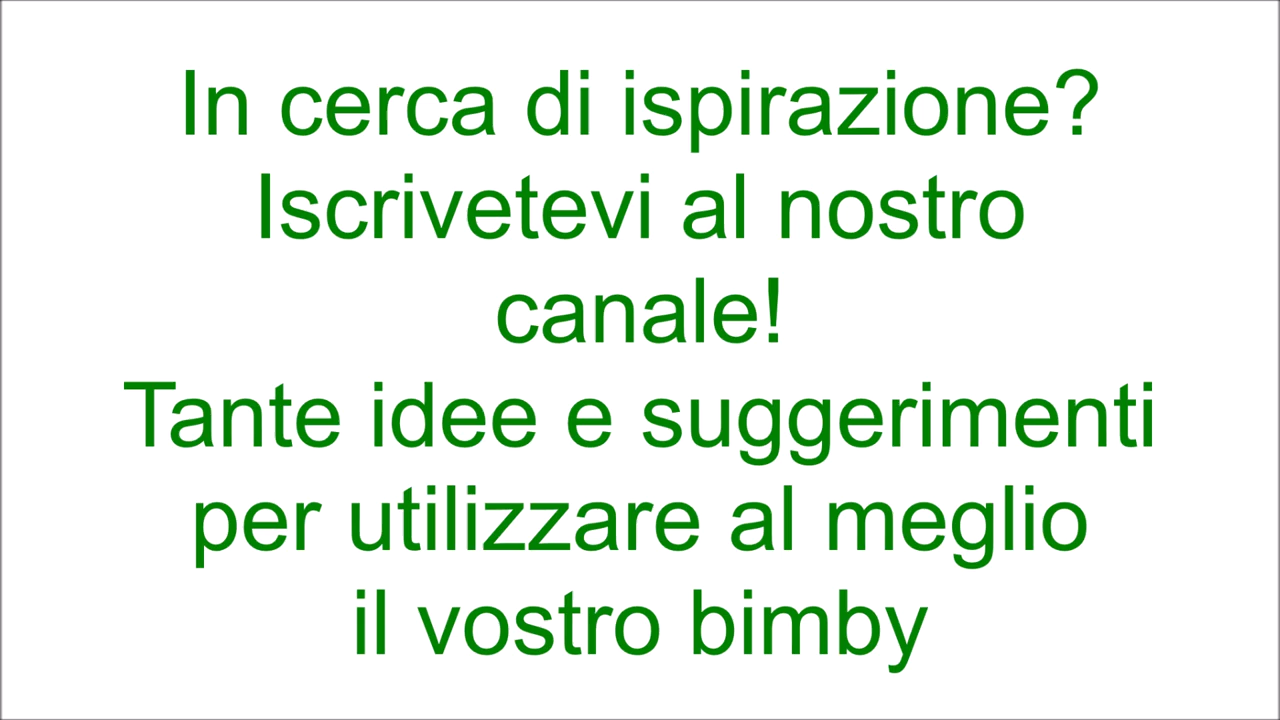 In cerca di ispirazione?
Iscrivetevi al nostro
canale!
Tante idee e suggerimenti
per utilizzare al meglio
il vostro bimby